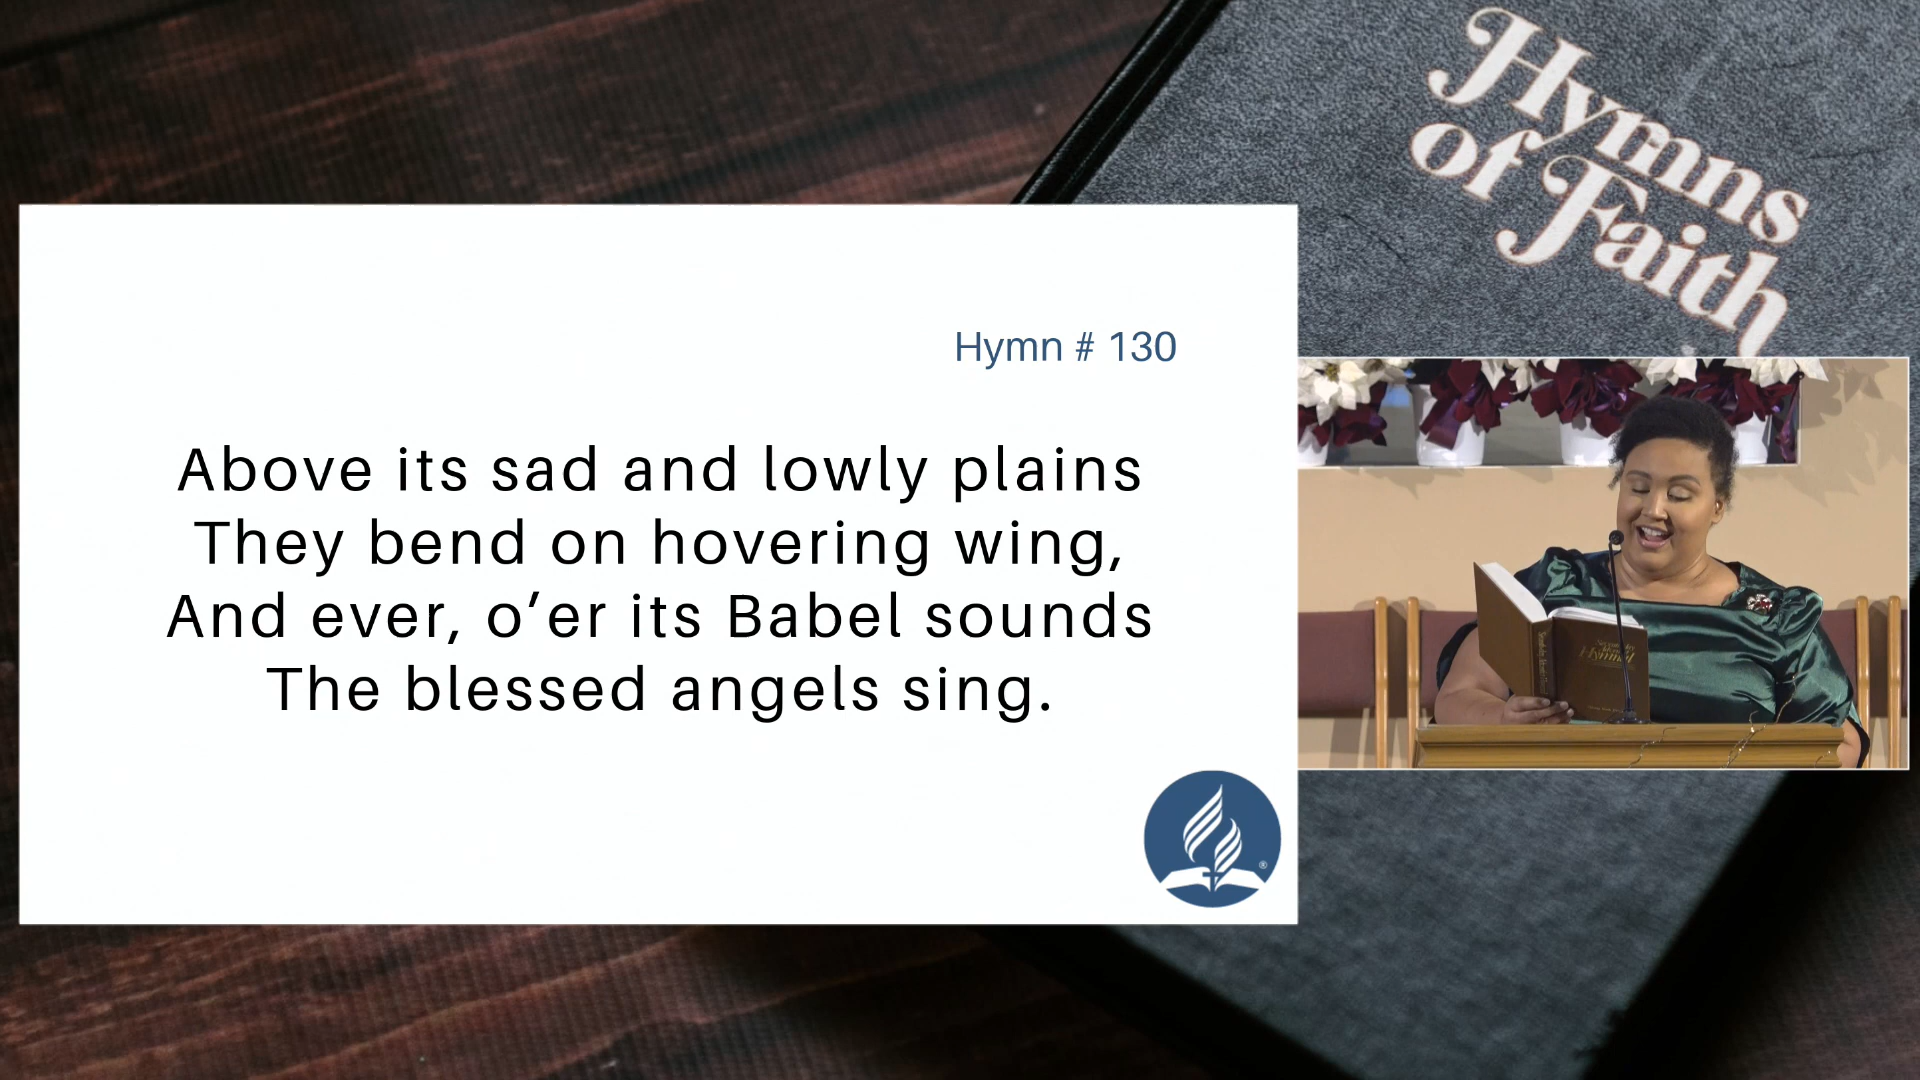 Hymns
of Faith
Hymn # 130
Above its sad and lowly plains
They bend on hovering wing,
And ever, o’er its Babel sounds
The blessed angels sing.
®
Hymnal